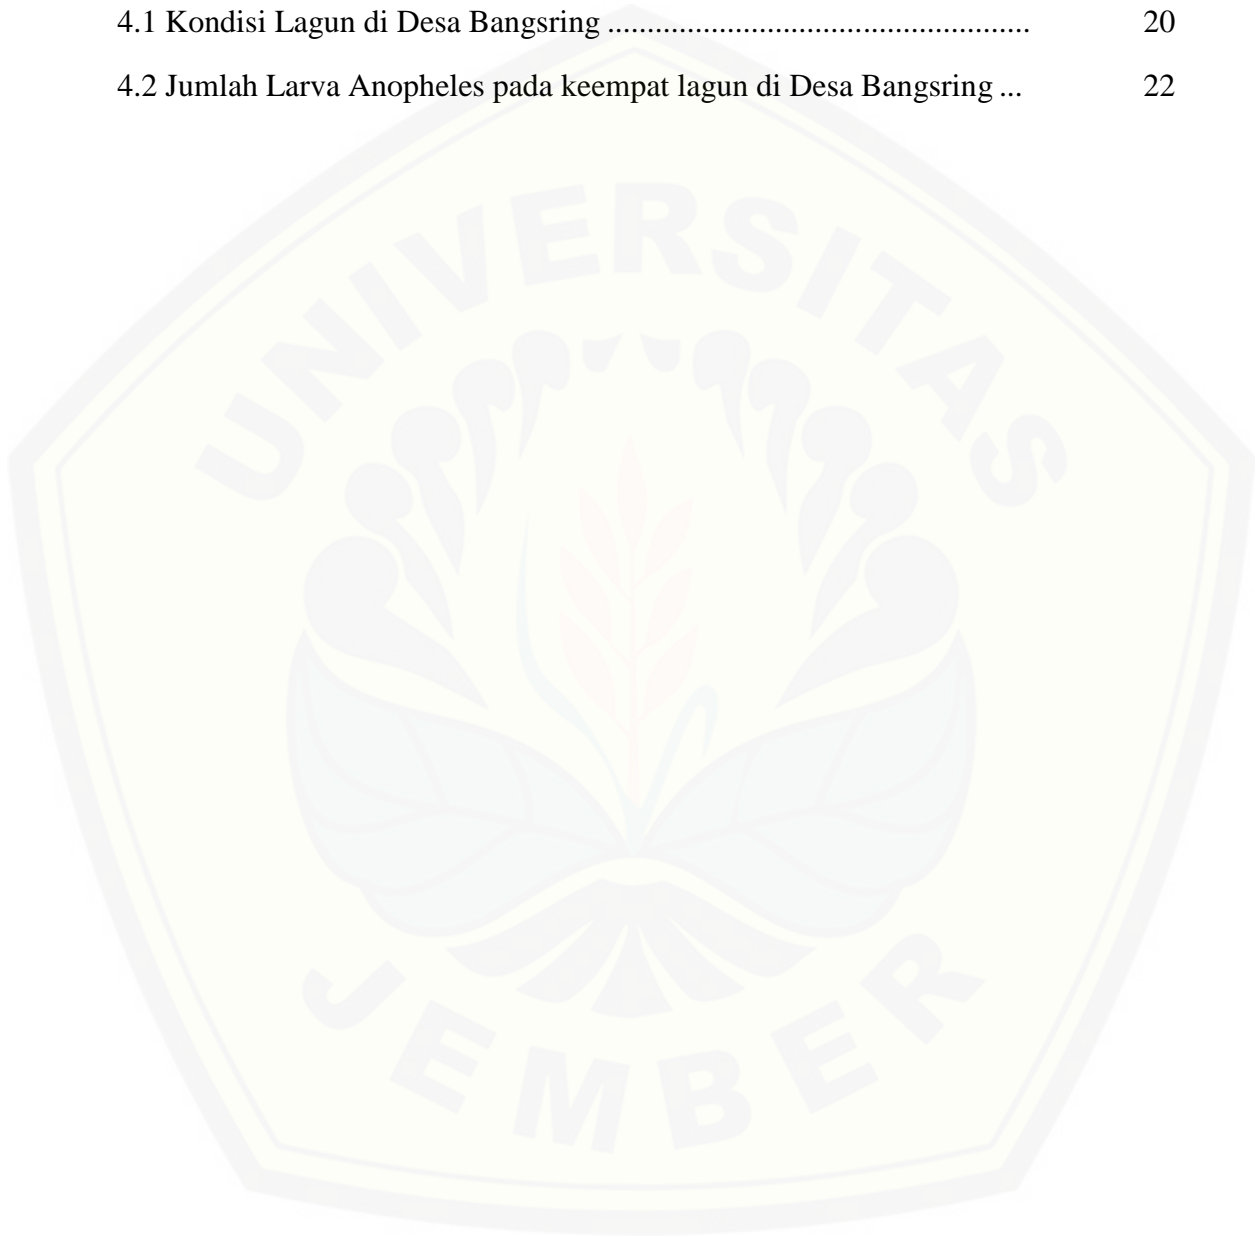 4.1 Kondisi Lagun di Desa Bangsring ..................................................... 20
4.2 Jumlah Larva Anopheles pada keempat lagun di Desa Bangsring ... 22
UNIVERSITAS
JEMBER